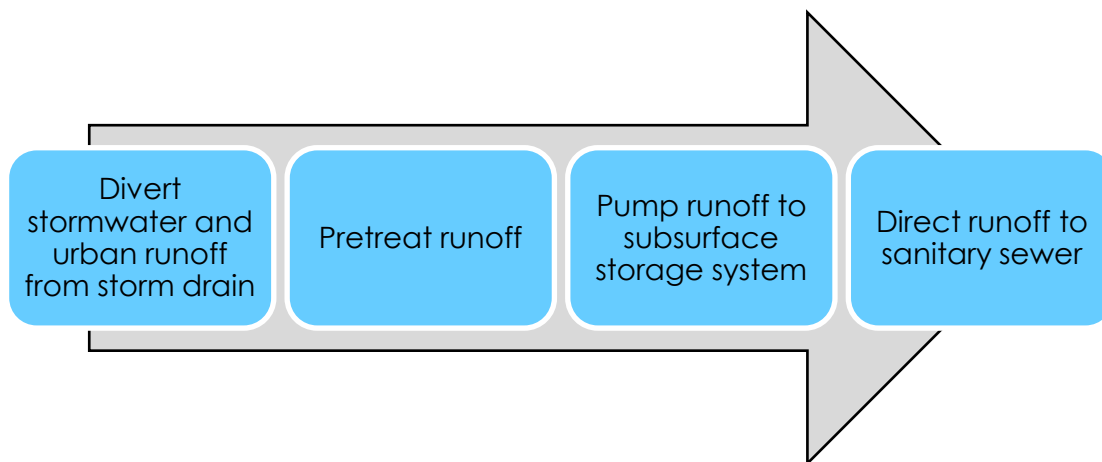 Divert
stormwater and
urban runoff
from storm drain
Pretreat runoff
Pump runoff to
subsurface
storage system
Direct runoff to
sanitary sewer